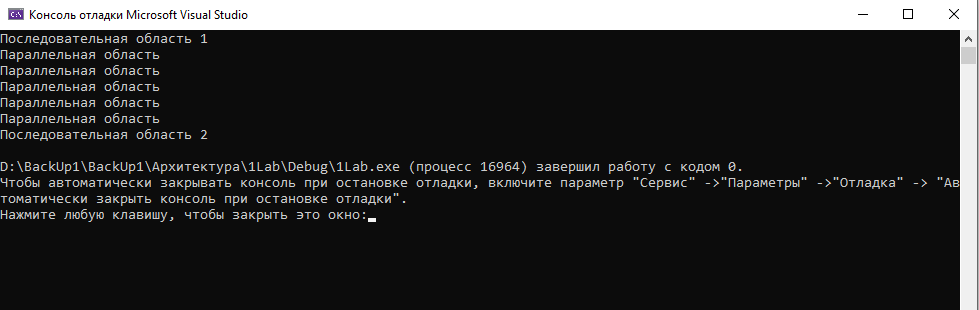 Консоль отладки Microsoft Visual Studio
Последовательная область 1
Параллельная область
Параллельная область
Параллельная область
Параллельная область
Параллельная область
Последовательная область 2
D:\BackUp1\BackUp1\Архитектура\1Lab\Debug\1Lab.exe (процесс 16964) завершил работу с кодом 0.
Чтобы автоматически закрывать консоль при остановке отладки, включите параметр "Сервис" ->"Параметры" ->"Отладка" -> "Ав
томатически закрыть консоль при остановке отладки".
Нажмите любую клавишу, чтобы закрыть это окно: